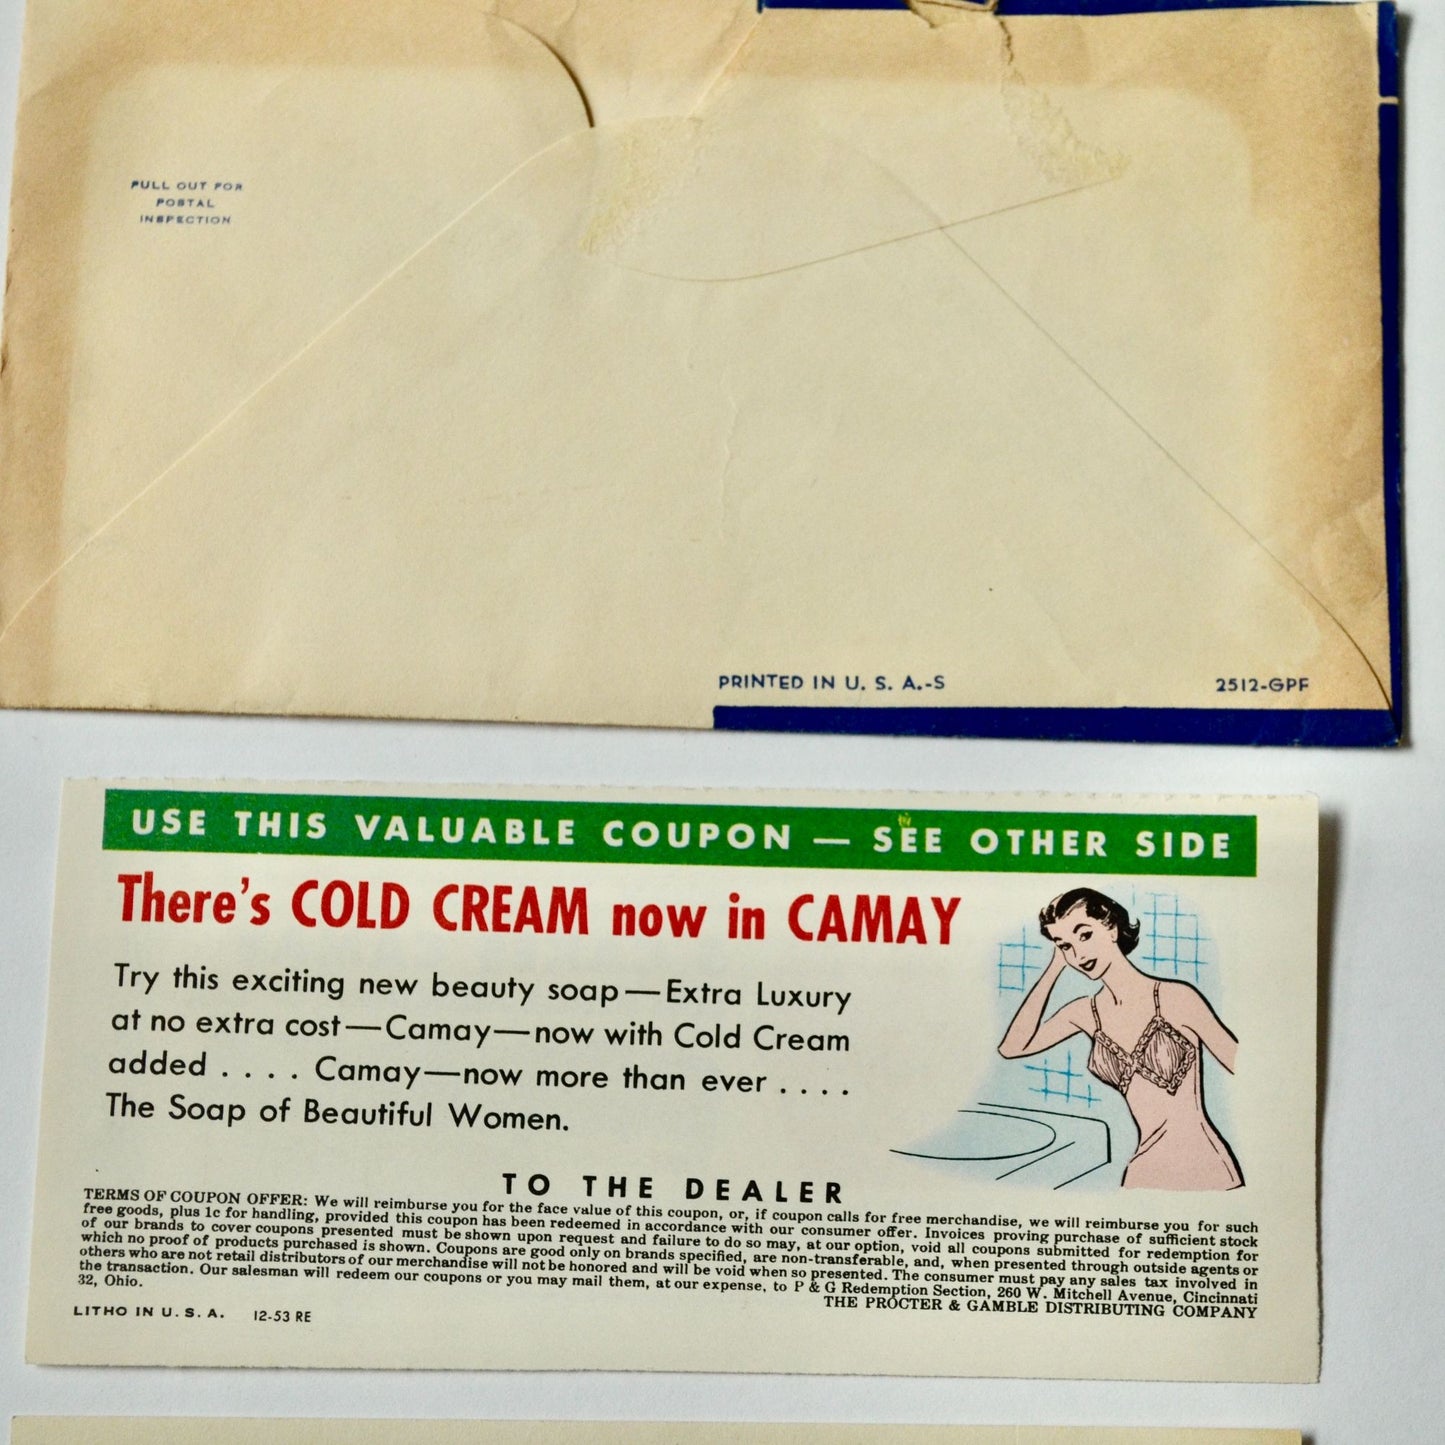 PULL OUT FOR
POSTAL
INSPECTION
PRINTED IN U. S. A.-S
2512-GPF
USE THIS VALUABLE COUPON — SEE OTHER SIDE
There's COLD CREAM now in CAMAY
Try this exciting new beauty soap—Extra Luxury
at no extra cost—Camay—now with Cold Cream
added . . . . Camay—now more than ever . . . .
The Soap of Beautiful Women.
TO THE DEALER
TERMS OF COUPON OFFER: We will reimburse you for the face value of this coupon, or, if coupon calls for free merchandise, we will reimburse you for such
free goods, plus 1c for handling, provided this coupon has been redeemed in accordance with our consumer offer. Invoices proving purchase of sufficient stock
of our brands to cover coupons presented must be shown upon request and failure to do so may, at our option, void all coupons submitted for redemption for
which no proof of products purchased is shown. Coupons are good only on brands specified, are non-transferable, and, when presented through outside agents or
others who are not retail distributors of our merchandise will not be honored and will be void when so presented. The consumer must pay any sales tax involved in
the transaction. Our salesman will redeem our coupons or you may mail them, at our expense, to P & G Redemption Section, 260 W. Mitchell Avenue, Cincinnati
32, Ohio.
THE PROCTER & GAMBLE DISTRIBUTING COMPANY
LITHO IN U. S. A. 12-53 RE